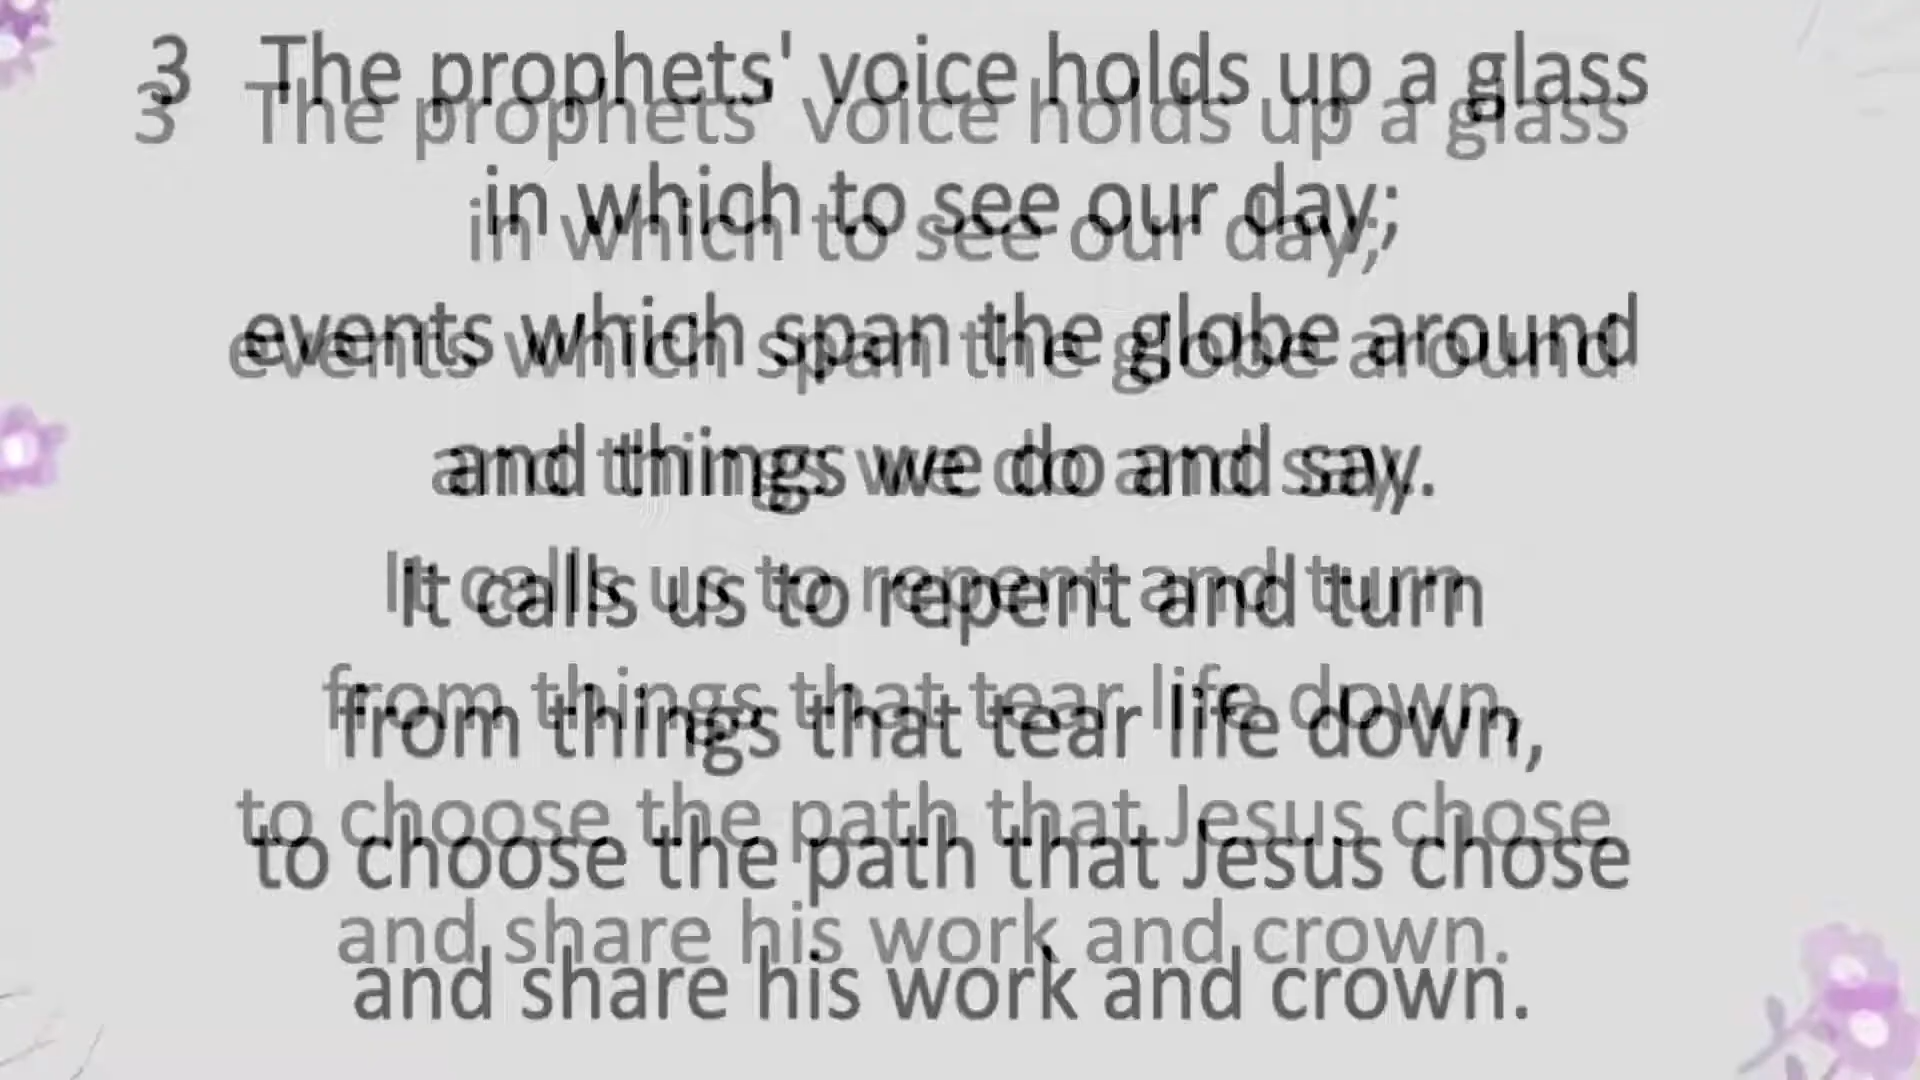 3 The prophets' voice holds up a glass
in which to see our day;
events which span the globe around
and things we do and say.
It calls us to repent and turn
from things that tear life down,
to choose the path that Jesus chose
and share his work and crown.